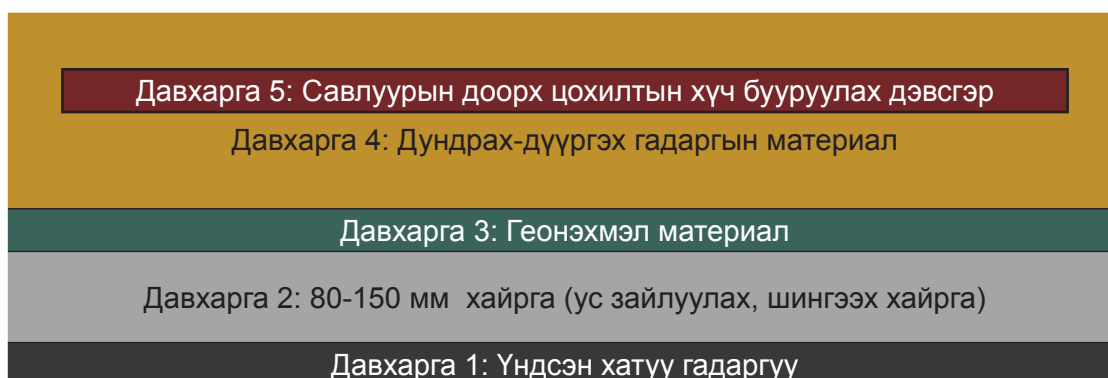 Давхарга 5: Савлуурын доорх цохилтын хүч бууруулах дэвсгэр
Давхарга 4: Дундрах-дүүргэх гадаргын материал
Давхарга 3: Геонэхмэл материал
Давхарга 2: 80-150 мм  хайрга (ус зайлуулах, шингээх хайрга)
Давхарга 1: Үндсэн хатуу гадаргуу